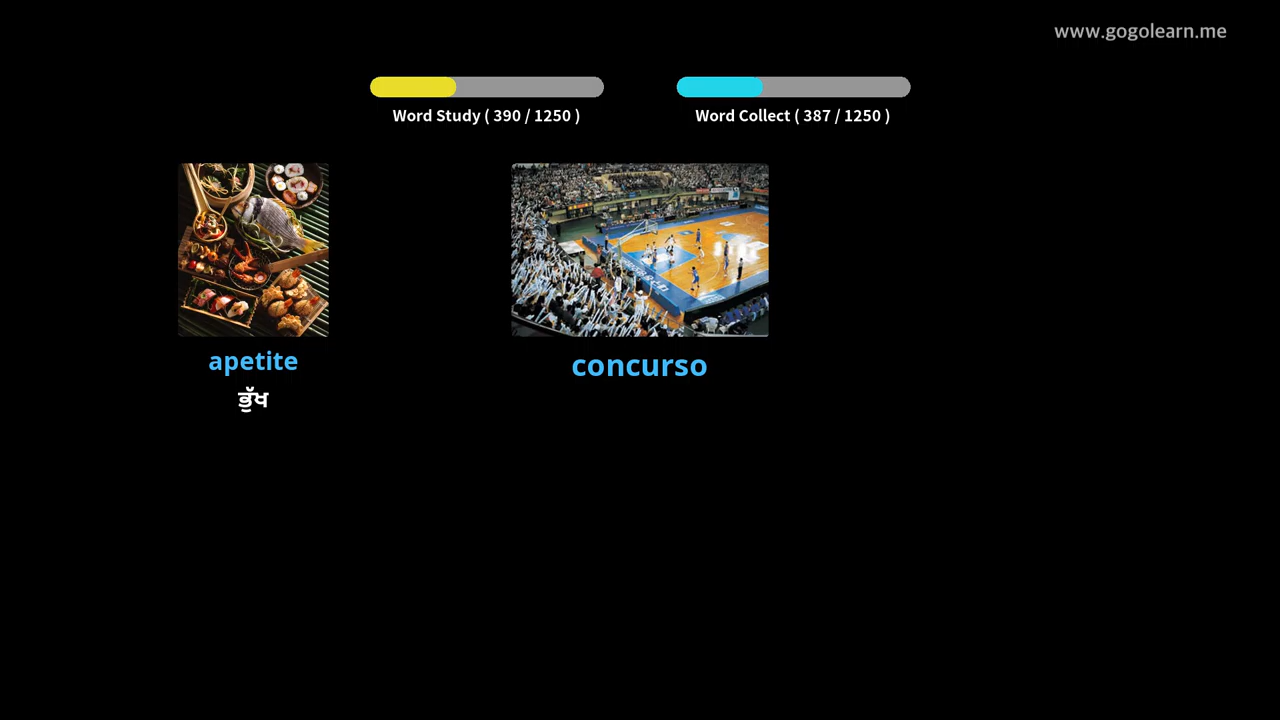 www.gogolearn.me
Word Study ( 390 / 1250 )
Word Collect ( 387 / 1250 )
apetite
ਭੁੱਖ
concurso